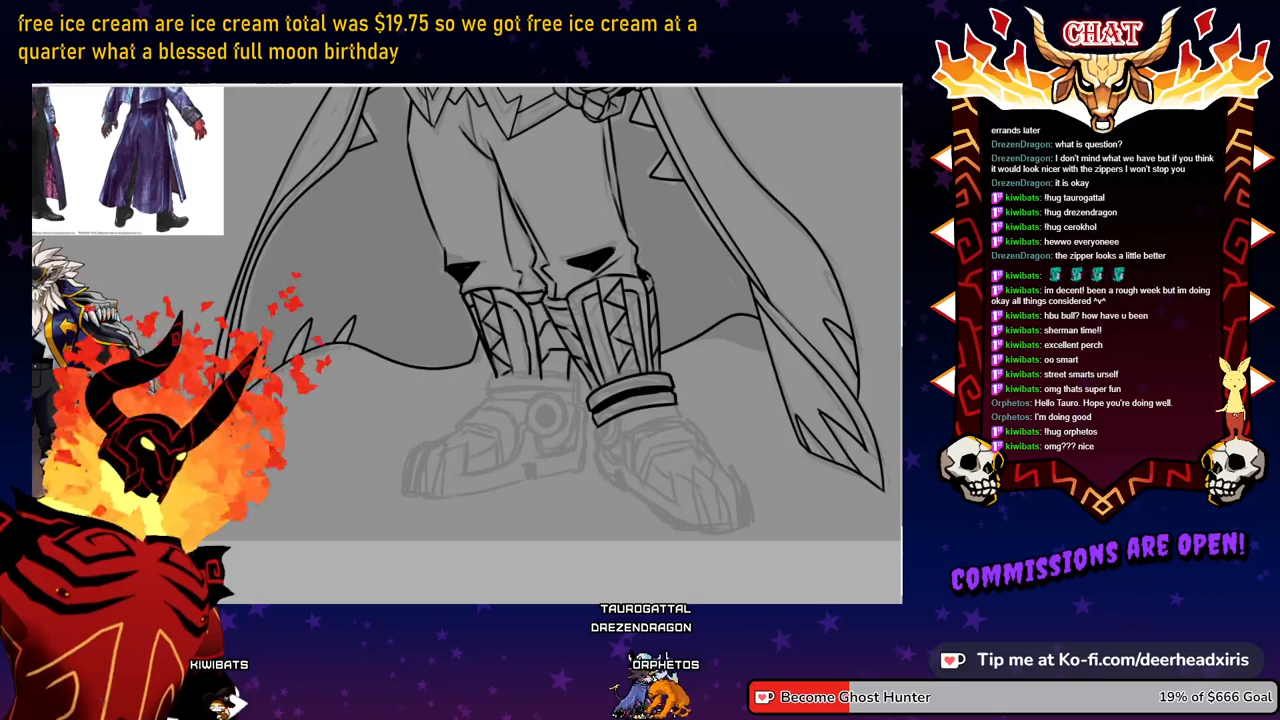 free ice cream are ice cream total was $19.75 so we got free ice cream at a
quarter what a blessed full moon birthday
CHAT
errands later
DrezenDragon: what is question?
DrezenDragon: I don't mind what we have but if you think
it would look nicer with the zippers I won't stop you
DrezenDragon: it is okay
kiwibats: !hug taurogattal
kiwibats: !hug drezendragon
kiwibats: !hug cerokhol
kiwibats: hewwo everyoneee
DrezenDragon: the zipper looks a little better
kiwibats:
kiwibats: im decent! been a rough week but im doing
okay all things considered ^v^
kiwibats: hbu bull? how have u been
kiwibats: sherman time!!
kiwibats: excellent perch
kiwibats: oo smart
kiwibats: street smarts urself
kiwibats: omg thats super fun
Orphetos: Hello Tauro. Hope you're doing well.
Orphetos: I'm doing good
kiwibats: !hug orphetos
kiwibats: omg??? nice
COMMISSIONS ARE OPEN!
TAUROGATTAL
DREZENDRAGON
KIWIBATS
ORPHETOS
Tip me at Ko-fi.com/deerheadxiris
Become Ghost Hunter
19% of $666 Goal